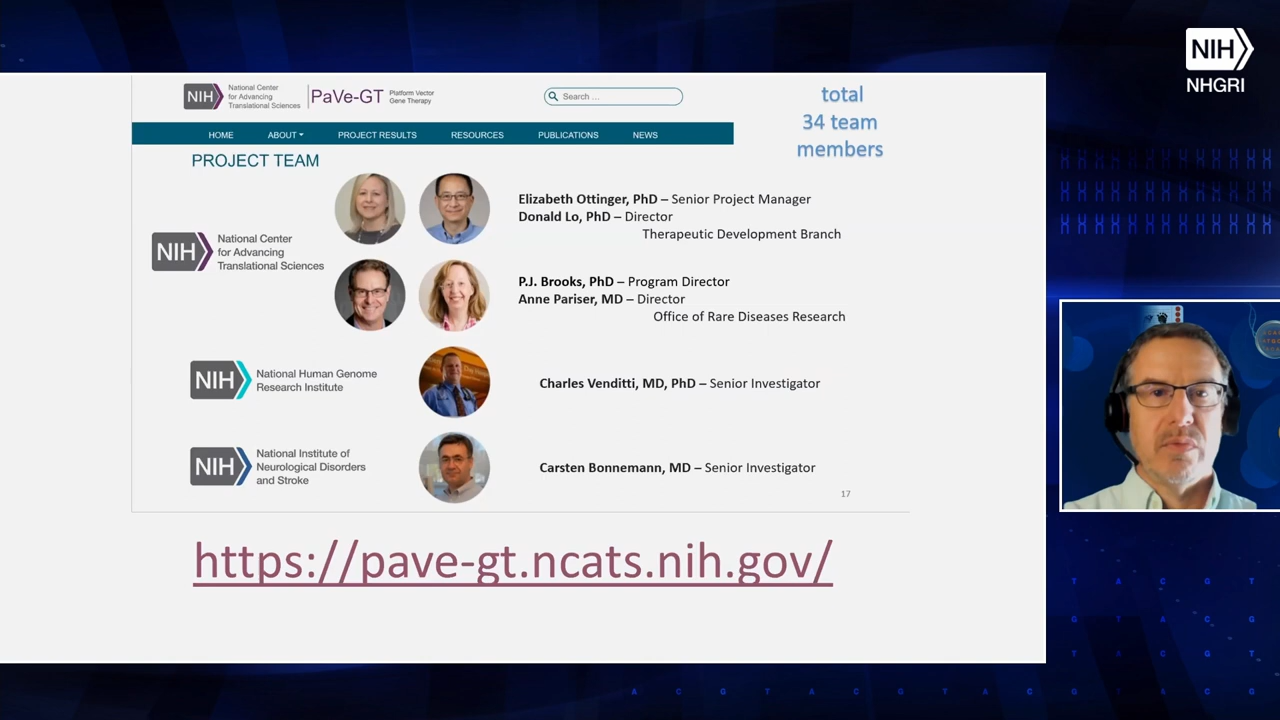 NIH
NHGRI
NIH
National Center
for Advancing
Translational Sciences
PaVe-GT
Platform Vector
Gene Therapy
Search ...
total
34 team
members
HOME
ABOUT
PROJECT RESULTS
RESOURCES
PUBLICATIONS
NEWS
PROJECT TEAM
NIH
National Center
for Advancing
Translational Sciences
Elizabeth Ottinger, PhD – Senior Project Manager
Donald Lo, PhD – Director
Therapeutic Development Branch
P.J. Brooks, PhD – Program Director
Anne Pariser, MD – Director
Office of Rare Diseases Research
NIH
National Human Genome
Research Institute
Charles Venditti, MD, PhD – Senior Investigator
NIH
National Institute of
Neurological Disorders
and Stroke
Carsten Bonnemann, MD – Senior Investigator
17
https://pave-gt.ncats.nih.gov/
T A C G T
G T A C G
T A C G T
A C G T A C G T A C G T A C G T